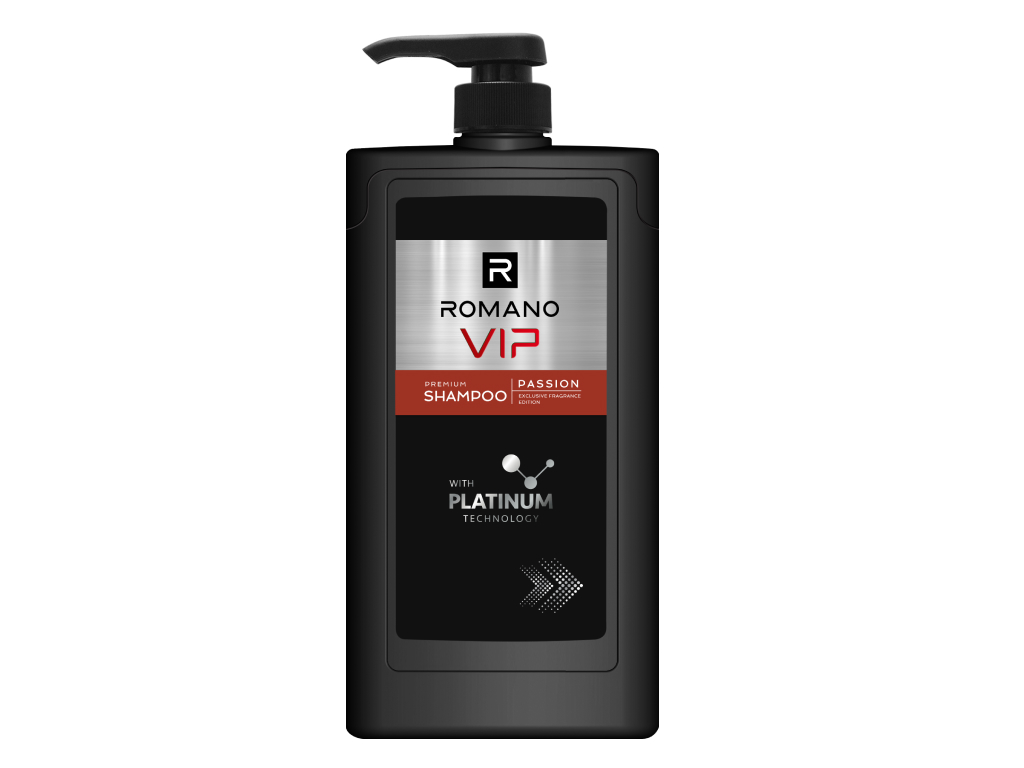 R
ROMANO
VIP
PREMIUM
SHAMPOO
PASSION
EXCLUSIVE FRAGRANCE
EDITION
WITH
PLATINUM
TECHNOLOGY